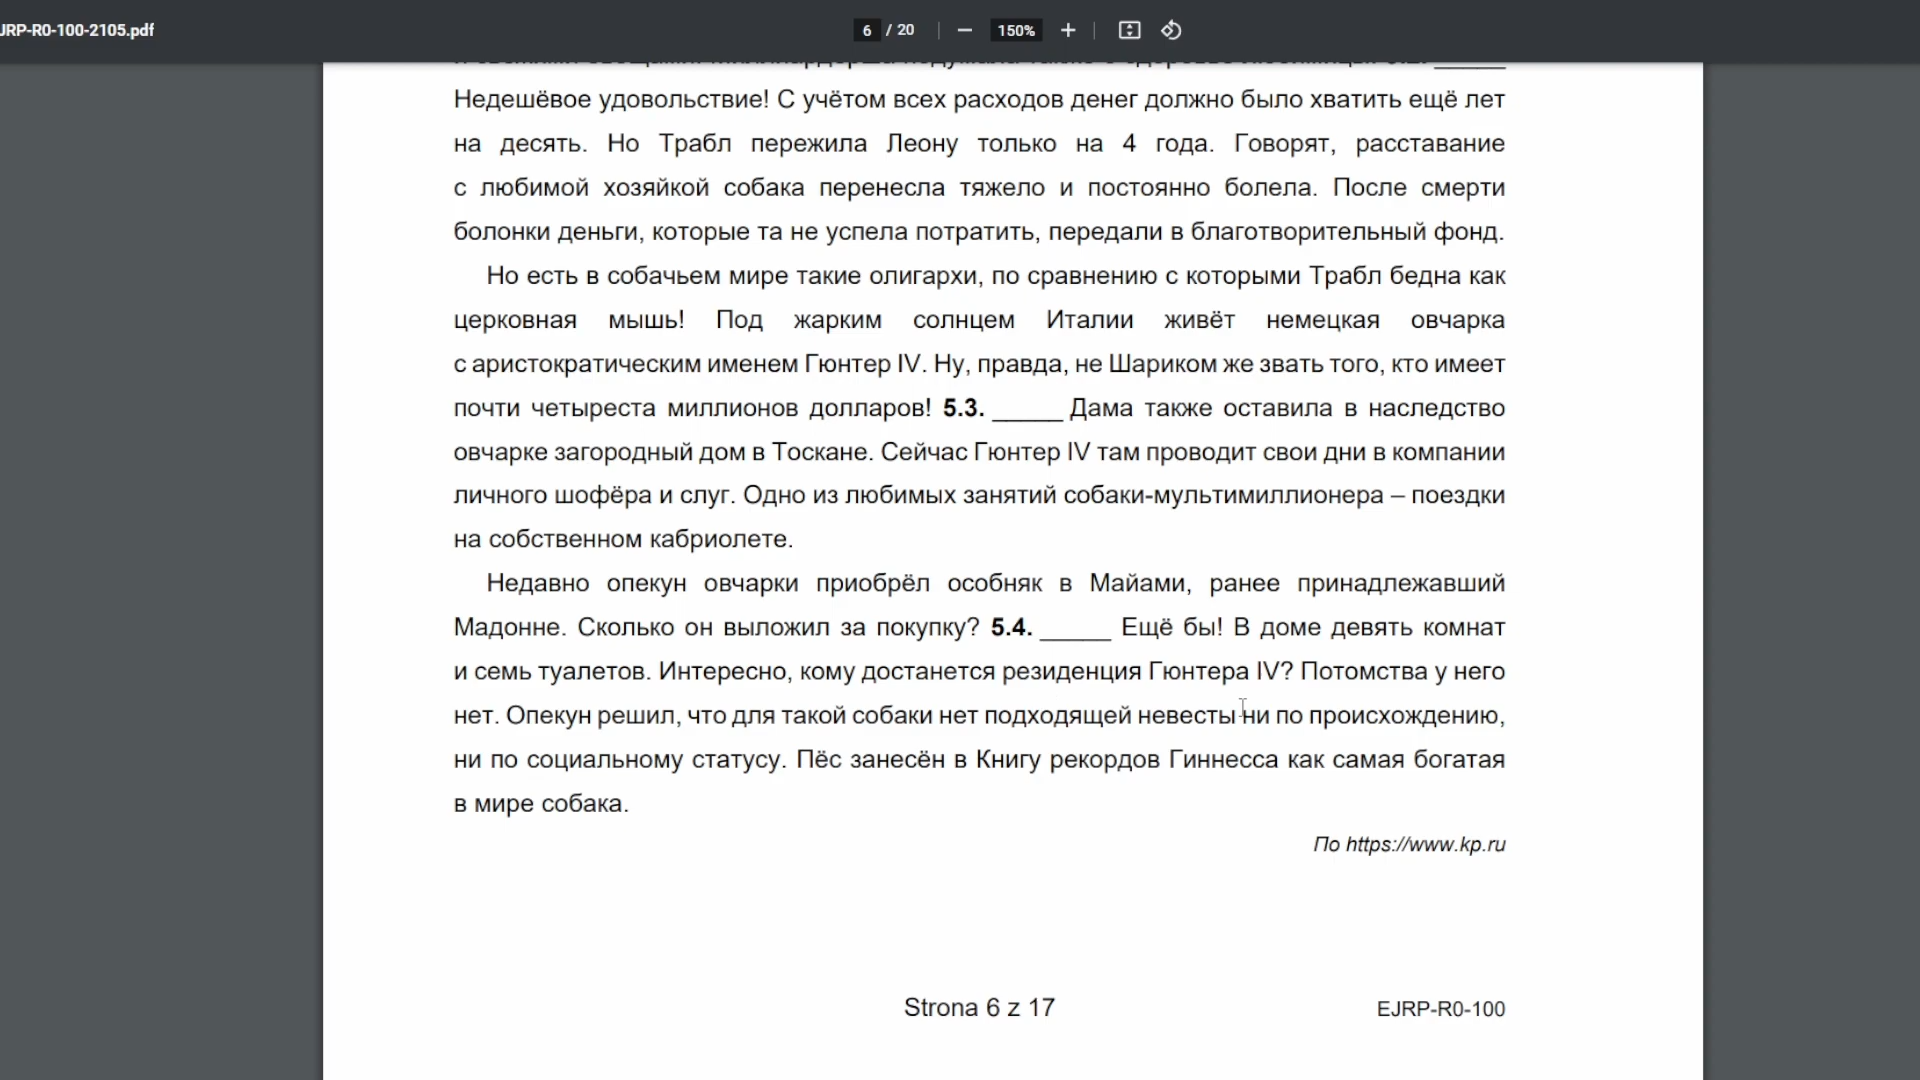 JRP-R0-100-2105.pdf
6 / 20
150%
Недешёвое удовольствие! С учётом всех расходов денег должно было хватить ещё лет
на десять. Но Трабл пережила Леону только на 4 года. Говорят, расставание
с любимой хозяйкой собака перенесла тяжело и постоянно болела. После смерти
болонки деньги, которые та не успела потратить, передали в благотворительный фонд.
Но есть в собачьем мире такие олигархи, по сравнению с которыми Трабл бедна как
церковная мышь! Под жарким солнцем Италии живёт немецкая овчарка
с аристократическим именем Гюнтер IV. Ну, правда, не Шариком же звать того, кто имеет
почти четыреста миллионов долларов! 5.3. _____ Дама также оставила в наследство
овчарке загородный дом в Тоскане. Сейчас Гюнтер IV там проводит свои дни в компании
личного шофёра и слуг. Одно из любимых занятий собаки-мультимиллионера – поездки
на собственном кабриолете.
Недавно опекун овчарки приобрёл особняк в Майами, ранее принадлежавший
Мадонне. Сколько он выложил за покупку? 5.4. _____ Ещё бы! В доме девять комнат
и семь туалетов. Интересно, кому достанется резиденция Гюнтера IV? Потомства у него
нет. Опекун решил, что для такой собаки нет подходящей невесты ни по происхождению,
ни по социальному статусу. Пёс занесён в Книгу рекордов Гиннесса как самая богатая
в мире собака.
По https://www.kp.ru
Strona 6 z 17
EJRP-R0-100